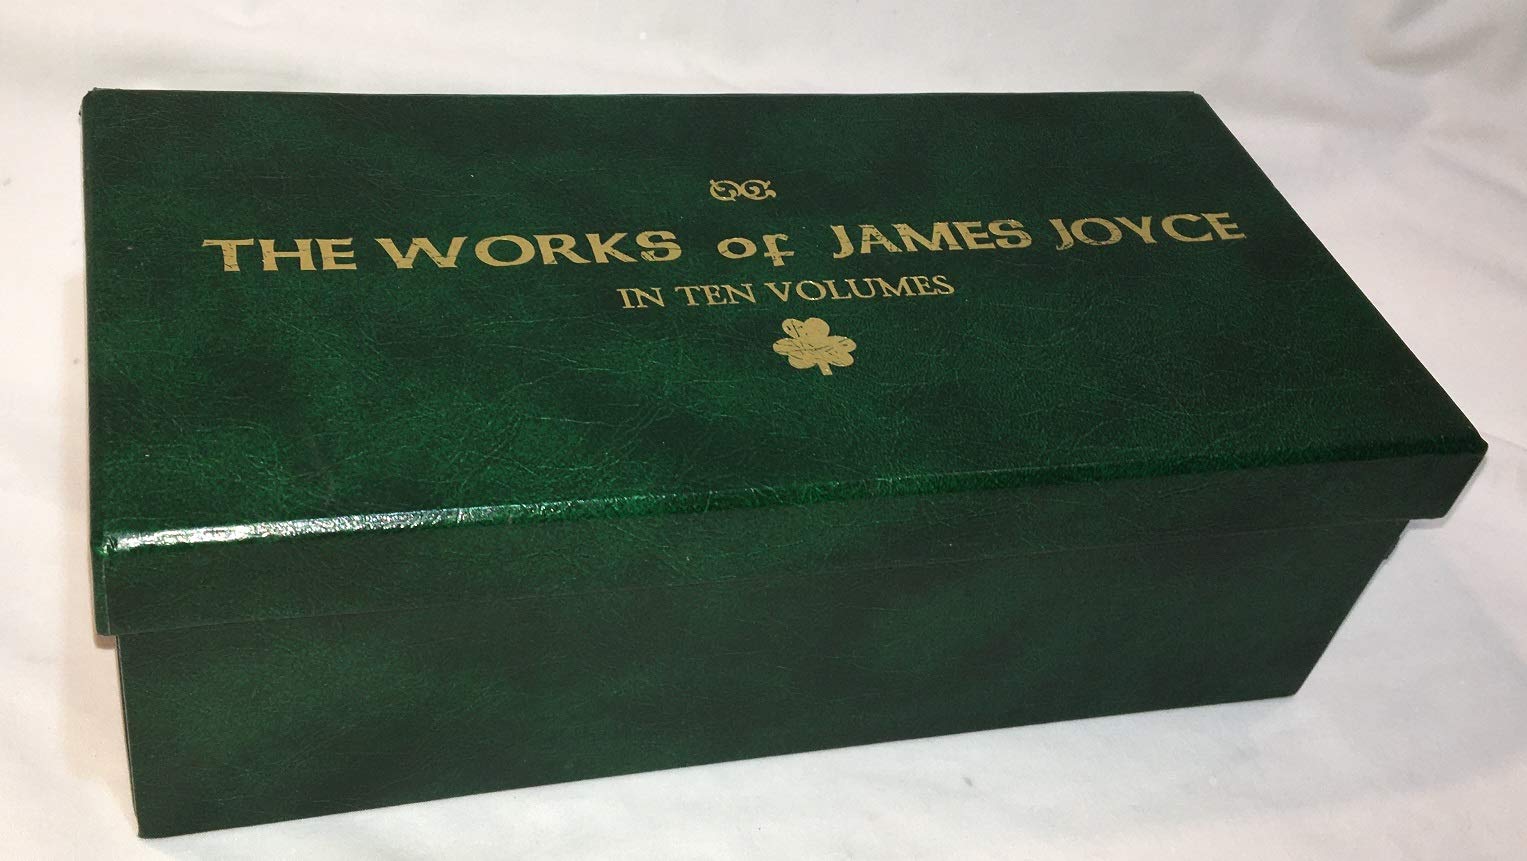 THE WORKS of JAMES JOYCE
IN TEN VOLUMES